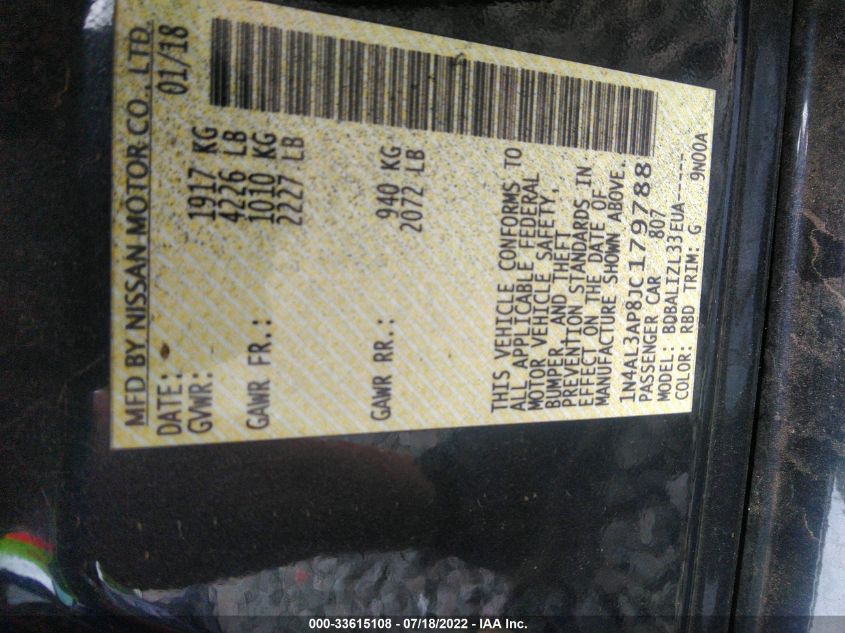 MFD BY NISSAN MOTOR CO., LTD.
DATE: 01/18
GVWR: 1917 KG
4226 LB
GAWR FR.: 1010 KG
2227 LB
GAWR RR.: 940 KG
2072 LB
THIS VEHICLE CONFORMS TO
ALL APPLICABLE FEDERAL
MOTOR VEHICLE SAFETY,
BUMPER, AND THEFT
PREVENTION STANDARDS IN
EFFECT ON THE DATE OF
MANUFACTURE SHOWN ABOVE.
1N4AL3AP8JC179788
PASSENGER CAR 807
MODEL: BDBALIZL33EUA-----
COLOR: RBD TRIM: G 9N00A
000-33615108 - 07/18/2022 - IAA Inc.